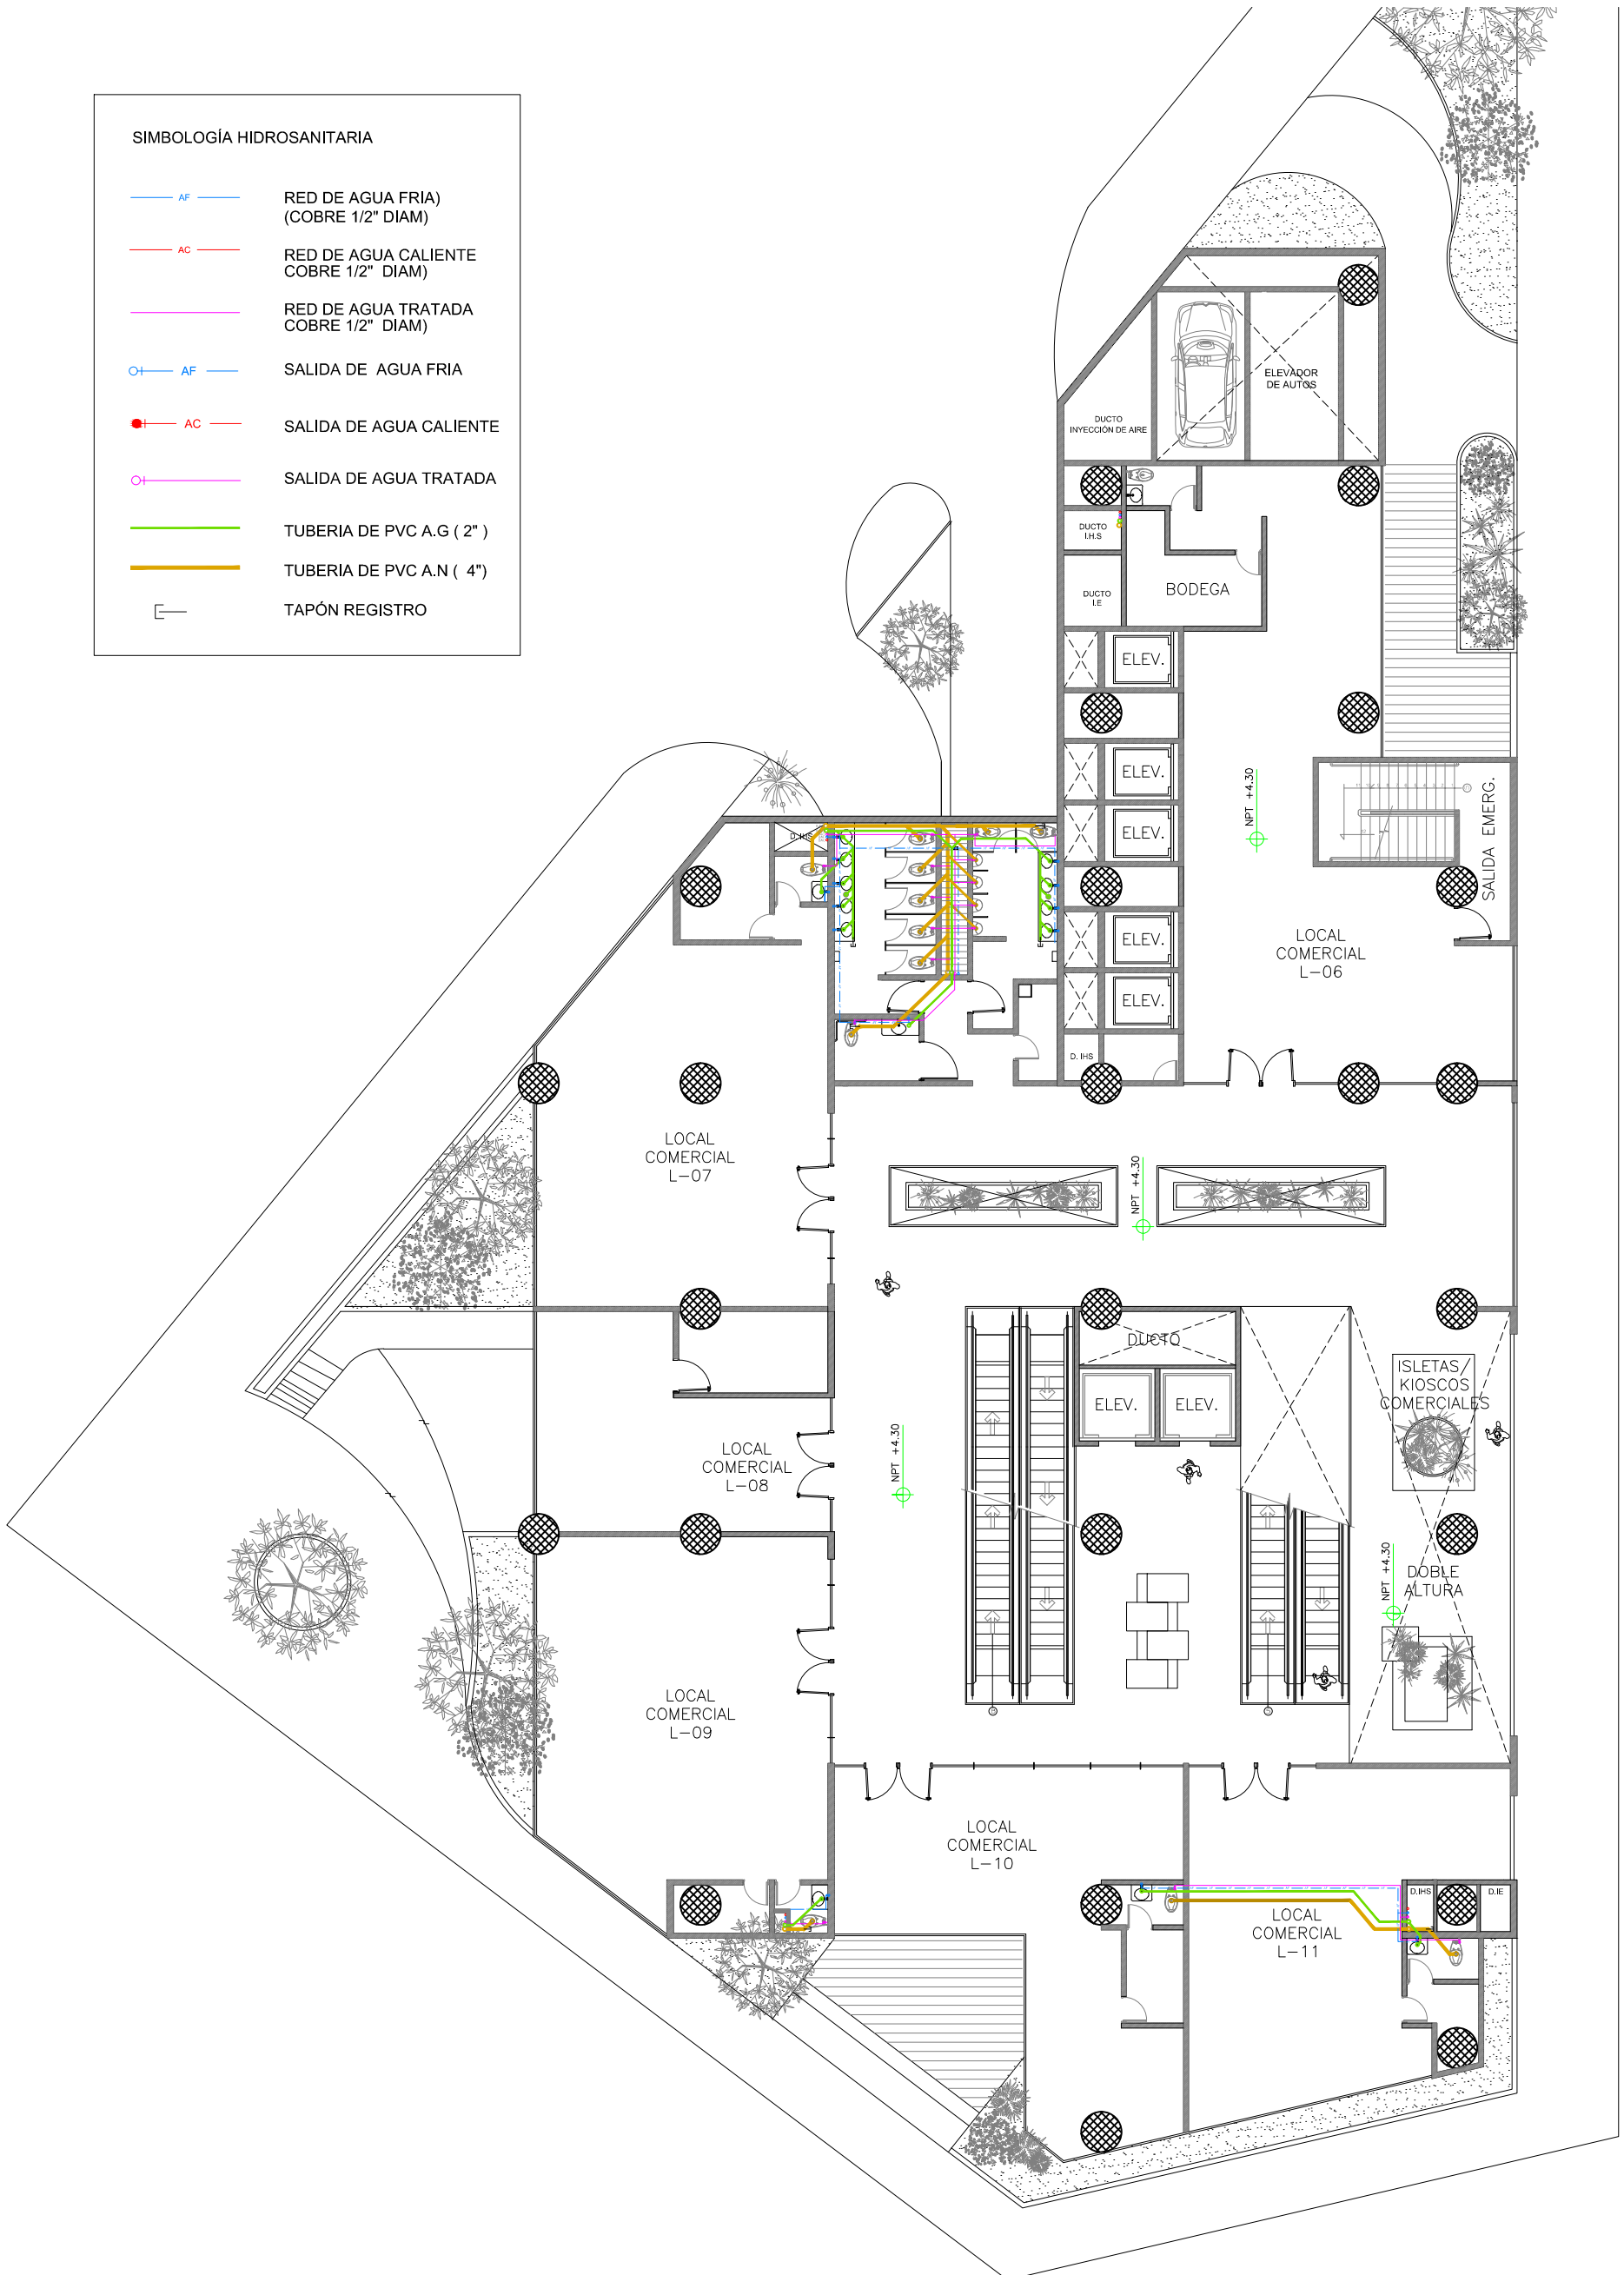 SIMBOLOGÍA HIDROSANITARIA
AF
RED DE AGUA FRÍA)
(COBRE 1/2" DIAM)
AC
RED DE AGUA CALIENTE
COBRE 1/2" DIAM)
RED DE AGUA TRATADA
COBRE 1/2" DIAM)
AF
SALIDA DE AGUA FRIA
AC
SALIDA DE AGUA CALIENTE
SALIDA DE AGUA TRATADA
TUBERIA DE PVC A.G ( 2" )
TUBERIA DE PVC A.N ( 4")
TAPÓN REGISTRO
ELEVADOR
DE AUTOS
DUCTO
INYECCIÓN DE AIRE
DUCTO
I.H.S
DUCTO
I.E
BODEGA
ELEV.
ELEV.
ELEV.
ELEV.
ELEV.
NPT +4.30
SALIDA EMERG.
D. IHS
LOCAL
COMERCIAL
L-06
D. IHS
LOCAL
COMERCIAL
L-07
NPT +4.30
DUCTO
ELEV.
ELEV.
ISLETAS/
KIOSCOS
COMERCIALES
LOCAL
COMERCIAL
L-08
NPT +4.30
NPT +4.30
DOBLE
ALTURA
LOCAL
COMERCIAL
L-09
LOCAL
COMERCIAL
L-10
LOCAL
COMERCIAL
L-11
D.IHS
D.IE